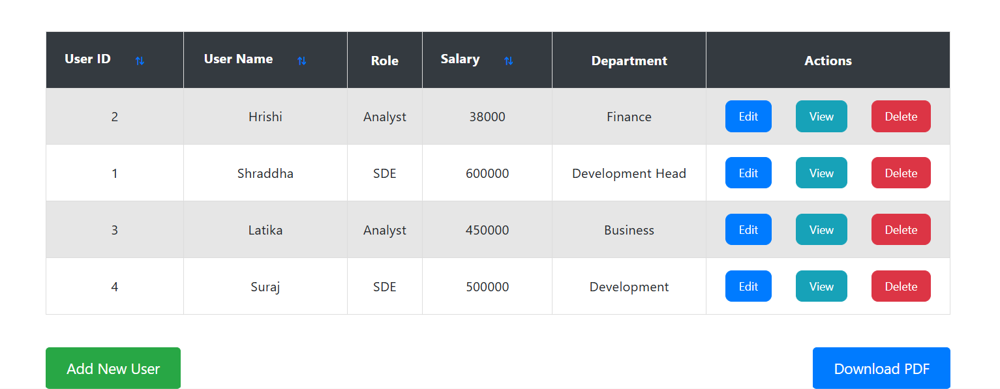 User ID ⇅ User Name ⇅ Role Salary ⇅ Department Actions
2 Hrishi Analyst 38000 Finance Edit View Delete
1 Shraddha SDE 600000 Development Head Edit View Delete
3 Latika Analyst 450000 Business Edit View Delete
4 Suraj SDE 500000 Development Edit View Delete
Add New User Download PDF